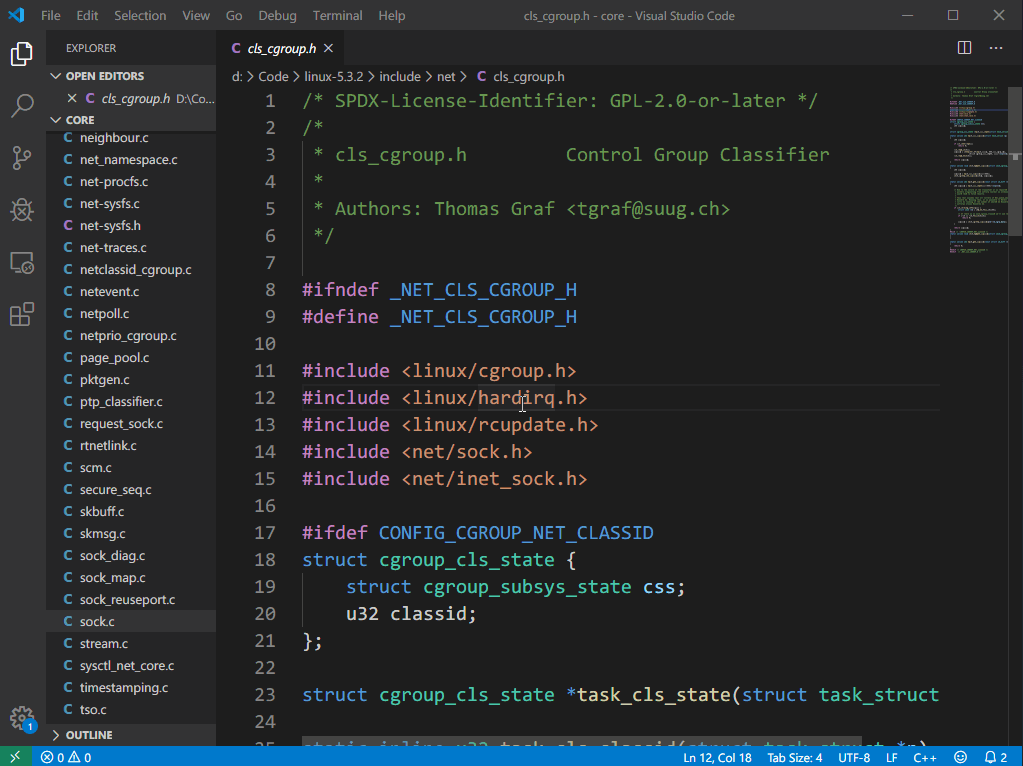 File Edit Selection View Go Debug Terminal Help cls_cgroup.h - core - Visual Studio Code
EXPLORER
OPEN EDITORS
cls_cgroup.h D:\Co...
CORE
neighbour.c
net_namespace.c
net-procfs.c
net-sysfs.c
net-sysfs.h
net-traces.c
netclassid_cgroup.c
netevent.c
netpoll.c
netprio_cgroup.c
page_pool.c
pktgen.c
ptp_classifier.c
request_sock.c
rtnetlink.c
scm.c
secure_seq.c
skbuff.c
skmsg.c
sock_diag.c
sock_map.c
sock_reuseport.c
sock.c
stream.c
sysctl_net_core.c
timestamping.c
tso.c
OUTLINE
1
C cls_cgroup.h
d: > Code > linux-5.3.2 > include > net > C cls_cgroup.h
1 /* SPDX-License-Identifier: GPL-2.0-or-later */
2 /*
3 * cls_cgroup.h Control Group Classifier
4 *
5 * Authors: Thomas Graf <tgraf@suug.ch>
6 */
7
8 #ifndef _NET_CLS_CGROUP_H
9 #define _NET_CLS_CGROUP_H
10
11 #include <linux/cgroup.h>
12 #include <linux/hardirq.h>
13 #include <linux/rcupdate.h>
14 #include <net/sock.h>
15 #include <net/inet_sock.h>
16
17 #ifdef CONFIG_CGROUP_NET_CLASSID
18 struct cgroup_cls_state {
19 struct cgroup_subsys_state css;
20 u32 classid;
21 };
22
23 struct cgroup_cls_state *task_cls_state(struct task_struct
24
0 0 Ln 12, Col 18 Tab Size: 4 UTF-8 LF C++ 2